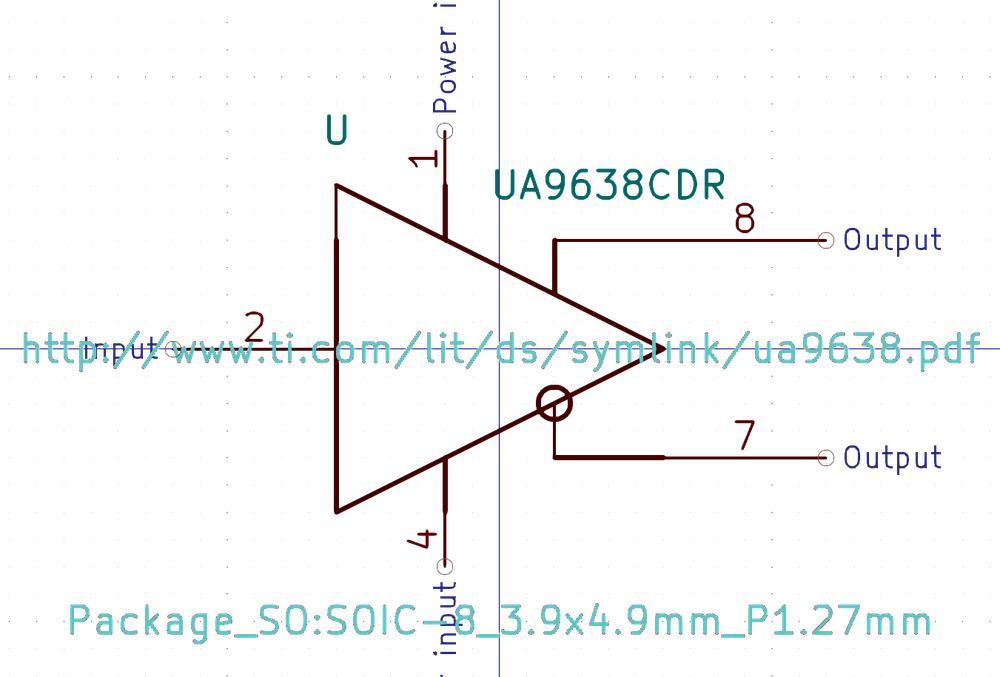 Power i
U
1
UA9638CDR
8
Output
2
Input
http://www.ti.com/lit/ds/symlink/ua9638.pdf
7
Output
4
Package_SO:SOIC-8_3.9x4.9mm_P1.27mm
input